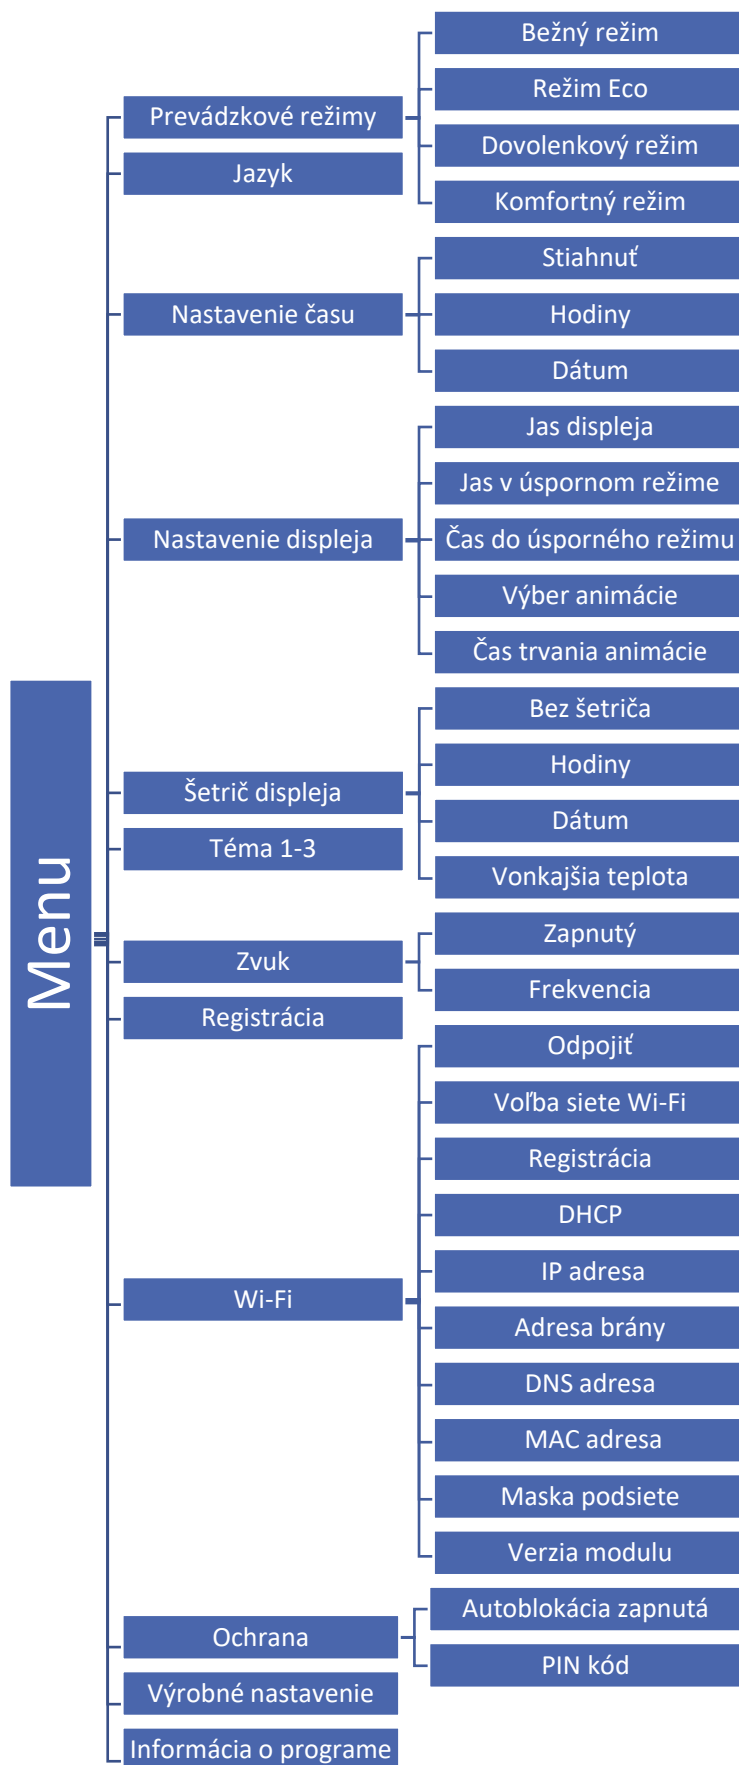 Menu
Prevádzkové režimy
Bežný režim
Režim Eco
Dovolenkový režim
Komfortný režim
Jazyk
Nastavenie času
Stiahnuť
Hodiny
Dátum
Nastavenie displeja
Jas displeja
Jas v úspornom režime
Čas do úsporného režimu
Výber animácie
Čas trvania animácie
Šetrič displeja
Bez šetriča
Hodiny
Dátum
Vonkajšia teplota
Téma 1-3
Zvuk
Zapnutý
Frekvencia
Registrácia
Wi-Fi
Odpojiť
Voľba siete Wi-Fi
Registrácia
DHCP
IP adresa
Adresa brány
DNS adresa
MAC adresa
Maska podsiete
Verzia modulu
Ochrana
Autoblokácia zapnutá
PIN kód
Výrobné nastavenie
Informácia o programe